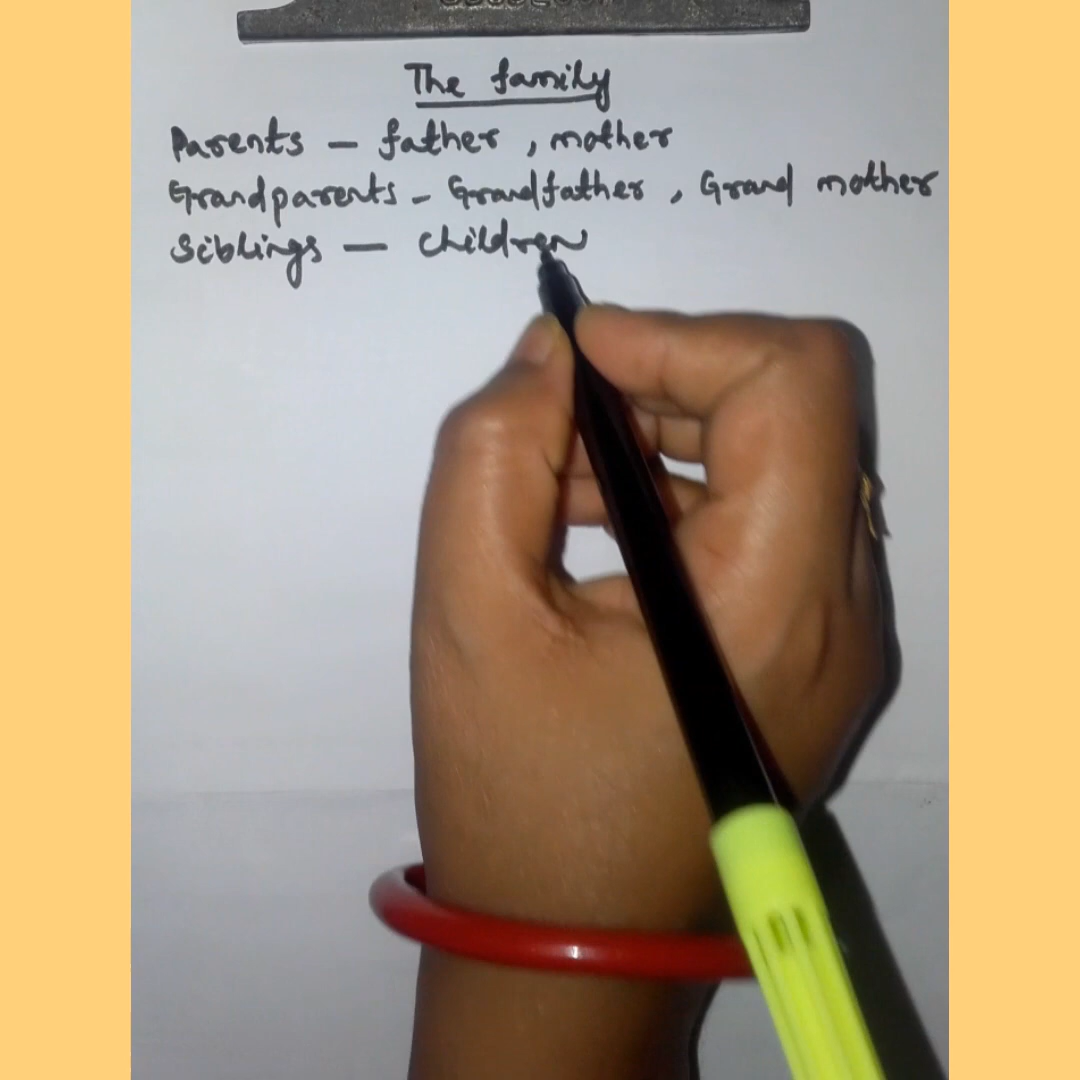 The family
Parents – father , mother
Grandparents – Grandfather , Grand mother
Siblings – children